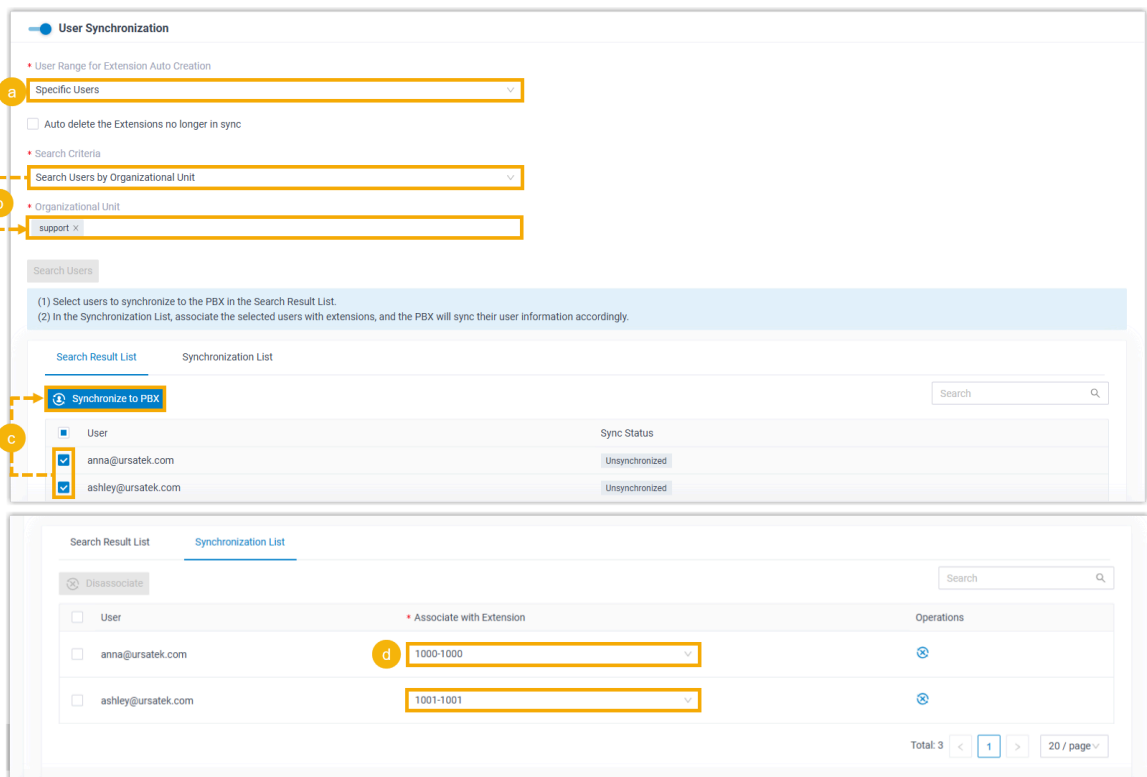 User Synchronization
* User Range for Extension Auto Creation
a
Specific Users
Auto delete the Extensions no longer in sync
* Search Criteria
Search Users by Organizational Unit
b
* Organizational Unit
support ×
Search Users
(1) Select users to synchronize to the PBX in the Search Result List.
(2) In the Synchronization List, associate the selected users with extensions, and the PBX will sync their user information accordingly.
Search Result List Synchronization List
Synchronize to PBX Search
User Sync Status
c
anna@ursatek.com Unsynchronized
ashley@ursatek.com Unsynchronized
Search Result List Synchronization List
Disassociate Search
User * Associate with Extension Operations
anna@ursatek.com d 1000-1000
ashley@ursatek.com 1001-1001
Total: 3 < 1 > 20 / page